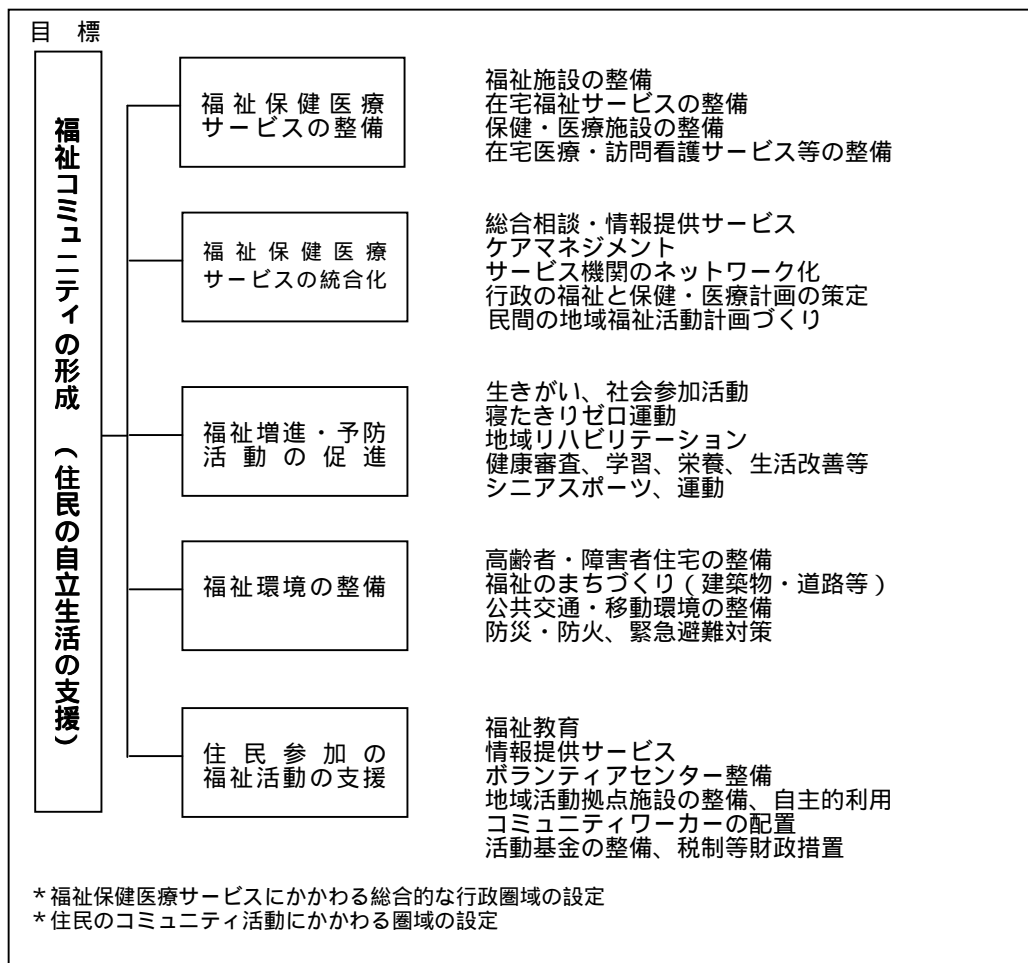 目 標
福祉コミュニティの形成 (住民の自立生活の支援)
福祉保健医療
サービスの整備
福祉施設の整備
在宅福祉サービスの整備
保健・医療施設の整備
在宅医療・訪問看護サービス等の整備
福祉保健医療
サービスの統合化
総合相談・情報提供サービス
ケアマネジメント
サービス機関のネットワーク化
行政の福祉と保健・医療計画の策定
民間の地域福祉活動計画づくり
福祉増進・予防
活動の促進
生きがい、社会参加活動
寝たきりゼロ運動
地域リハビリテーション
健康審査、学習、栄養、生活改善等
シニアスポーツ、運動
福祉環境の整備
高齢者・障害者住宅の整備
福祉のまちづくり(建築物・道路等)
公共交通・移動環境の整備
防災・防火、緊急避難対策
住民参加の
福祉活動の支援
福祉教育
情報提供サービス
ボランティアセンター整備
地域活動拠点施設の整備、自主的利用
コミュニティワーカーの配置
活動基金の整備、税制等財政措置
*福祉保健医療サービスにかかわる総合的な行政圏域の設定
*住民のコミュニティ活動にかかわる圏域の設定